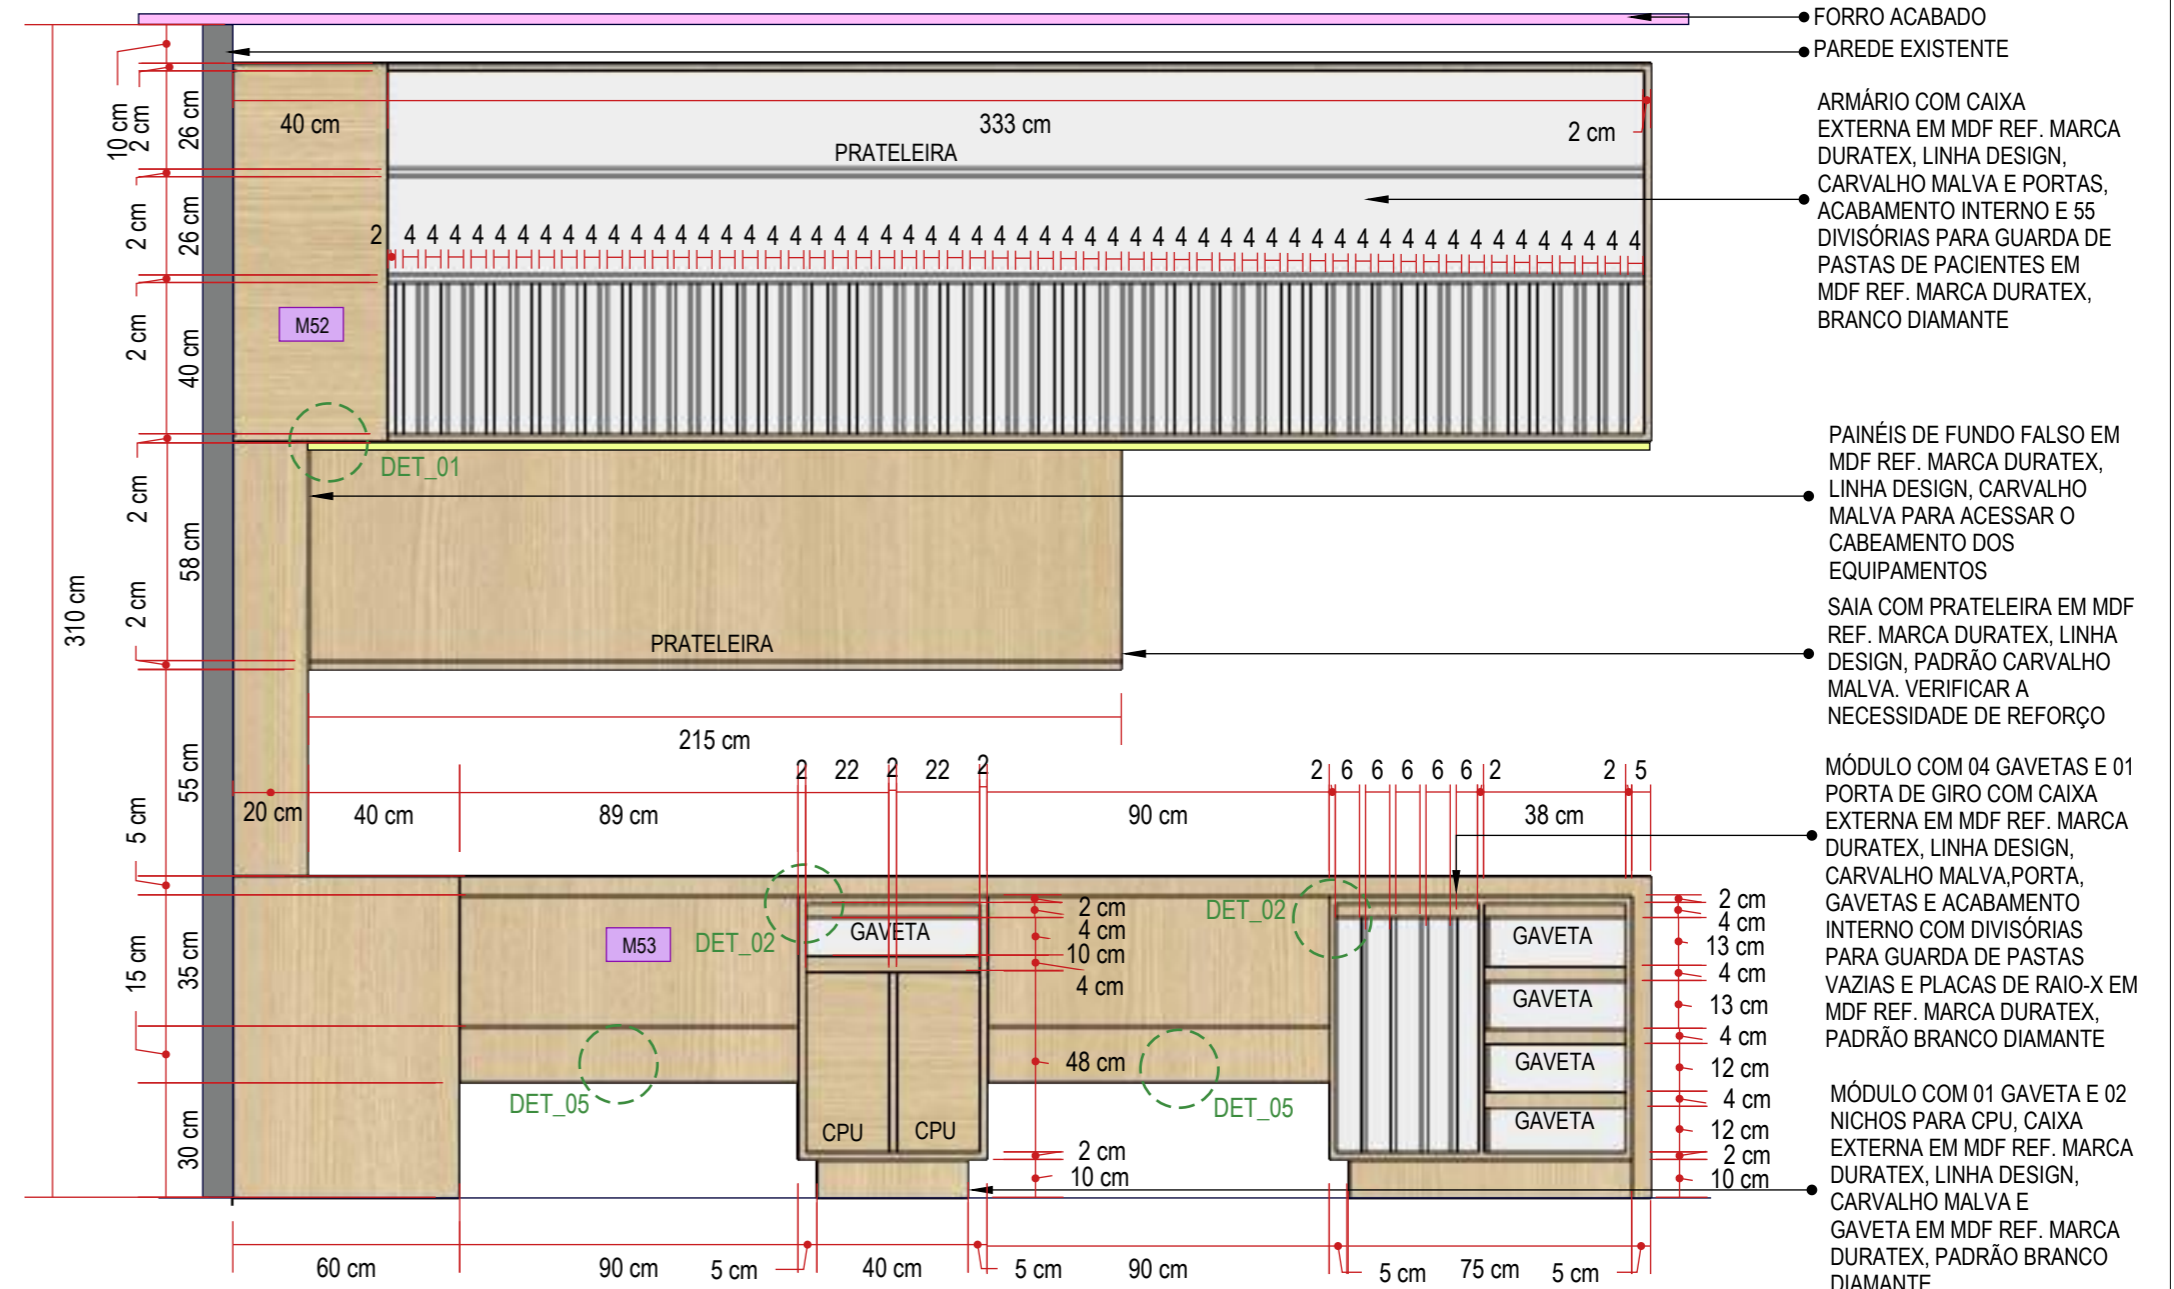 FORRO ACABADO
PAREDE EXISTENTE
ARMÁRIO COM CAIXA
EXTERNA EM MDF REF. MARCA
DURATEX, LINHA DESIGN,
CARVALHO MALVA E PORTAS,
ACABAMENTO INTERNO E 55
DIVISÓRIAS PARA GUARDA DE
PASTAS DE PACIENTES EM
MDF REF. MARCA DURATEX,
BRANCO DIAMANTE
PAINÉIS DE FUNDO FALSO EM
MDF REF. MARCA DURATEX,
LINHA DESIGN, CARVALHO
MALVA PARA ACESSAR O
CABEAMENTO DOS
EQUIPAMENTOS
SAIA COM PRATELEIRA EM MDF
REF. MARCA DURATEX, LINHA
DESIGN, PADRÃO CARVALHO
MALVA. VERIFICAR A
NECESSIDADE DE REFORÇO
MÓDULO COM 04 GAVETAS E 01
PORTA DE GIRO COM CAIXA
EXTERNA EM MDF REF. MARCA
DURATEX, LINHA DESIGN,
CARVALHO MALVA,PORTA,
GAVETAS E ACABAMENTO
INTERNO COM DIVISÓRIAS
PARA GUARDA DE PASTAS
VAZIAS E PLACAS DE RAIO-X EM
MDF REF. MARCA DURATEX,
PADRÃO BRANCO DIAMANTE
MÓDULO COM 01 GAVETA E 02
NICHOS PARA CPU, CAIXA
EXTERNA EM MDF REF. MARCA
DURATEX, LINHA DESIGN,
CARVALHO MALVA E
GAVETA EM MDF REF. MARCA
DURATEX, PADRÃO BRANCO
DIAMANTE
310 cm
10 cm
2 cm
26 cm
2 cm
26 cm
2 cm
40 cm
2 cm
58 cm
2 cm
55 cm
5 cm
15 cm
35 cm
30 cm
40 cm
333 cm
2 cm
PRATELEIRA
2 4 4 4 4 4 4 4 4 4 4 4 4 4 4 4 4 4 4 4 4 4 4 4 4 4 4 4 4 4 4 4 4 4 4 4 4 4 4 4 4 4 4 4 4 4 4 4 4 4 4 4 4 4 4 4
M52
DET_01
PRATELEIRA
215 cm
2 22 2 22 2
2 6 6 6 6 6 2 2 5
20 cm 40 cm 89 cm 90 cm 38 cm
M53
DET_02
GAVETA
DET_02
CPU
CPU
DET_05
DET_05
2 cm
4 cm
10 cm
4 cm
48 cm
2 cm
10 cm
GAVETA
GAVETA
GAVETA
GAVETA
2 cm
4 cm
13 cm
4 cm
13 cm
4 cm
12 cm
4 cm
12 cm
2 cm
10 cm
60 cm 90 cm 5 cm 40 cm 5 cm 90 cm 5 cm 75 cm 5 cm